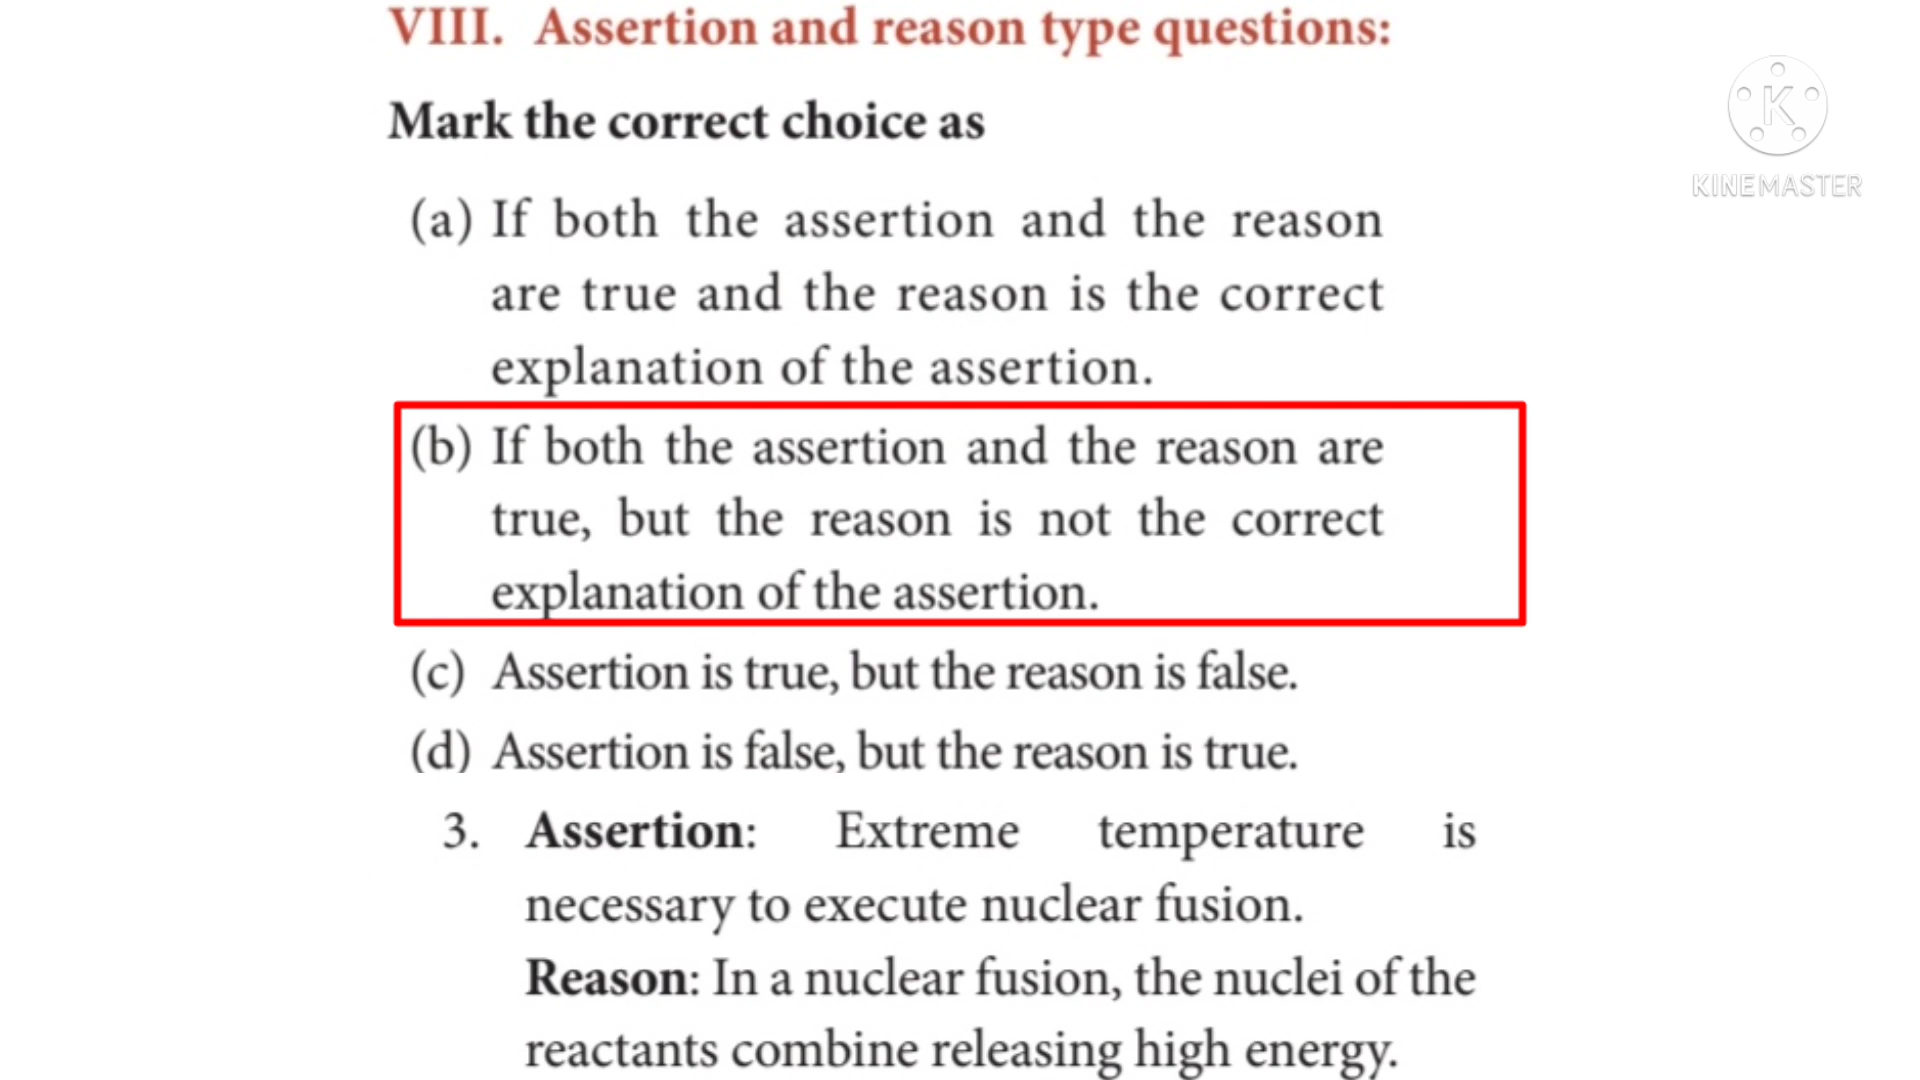 VIII. Assertion and reason type questions:
Mark the correct choice as
K
KINEMASTER
(a) If both the assertion and the reason
are true and the reason is the correct
explanation of the assertion.
(b) If both the assertion and the reason are
true, but the reason is not the correct
explanation of the assertion.
(c) Assertion is true, but the reason is false.
(d) Assertion is false, but the reason is true.
3. Assertion: Extreme temperature is
necessary to execute nuclear fusion.
Reason: In a nuclear fusion, the nuclei of the
reactants combine releasing high energy.